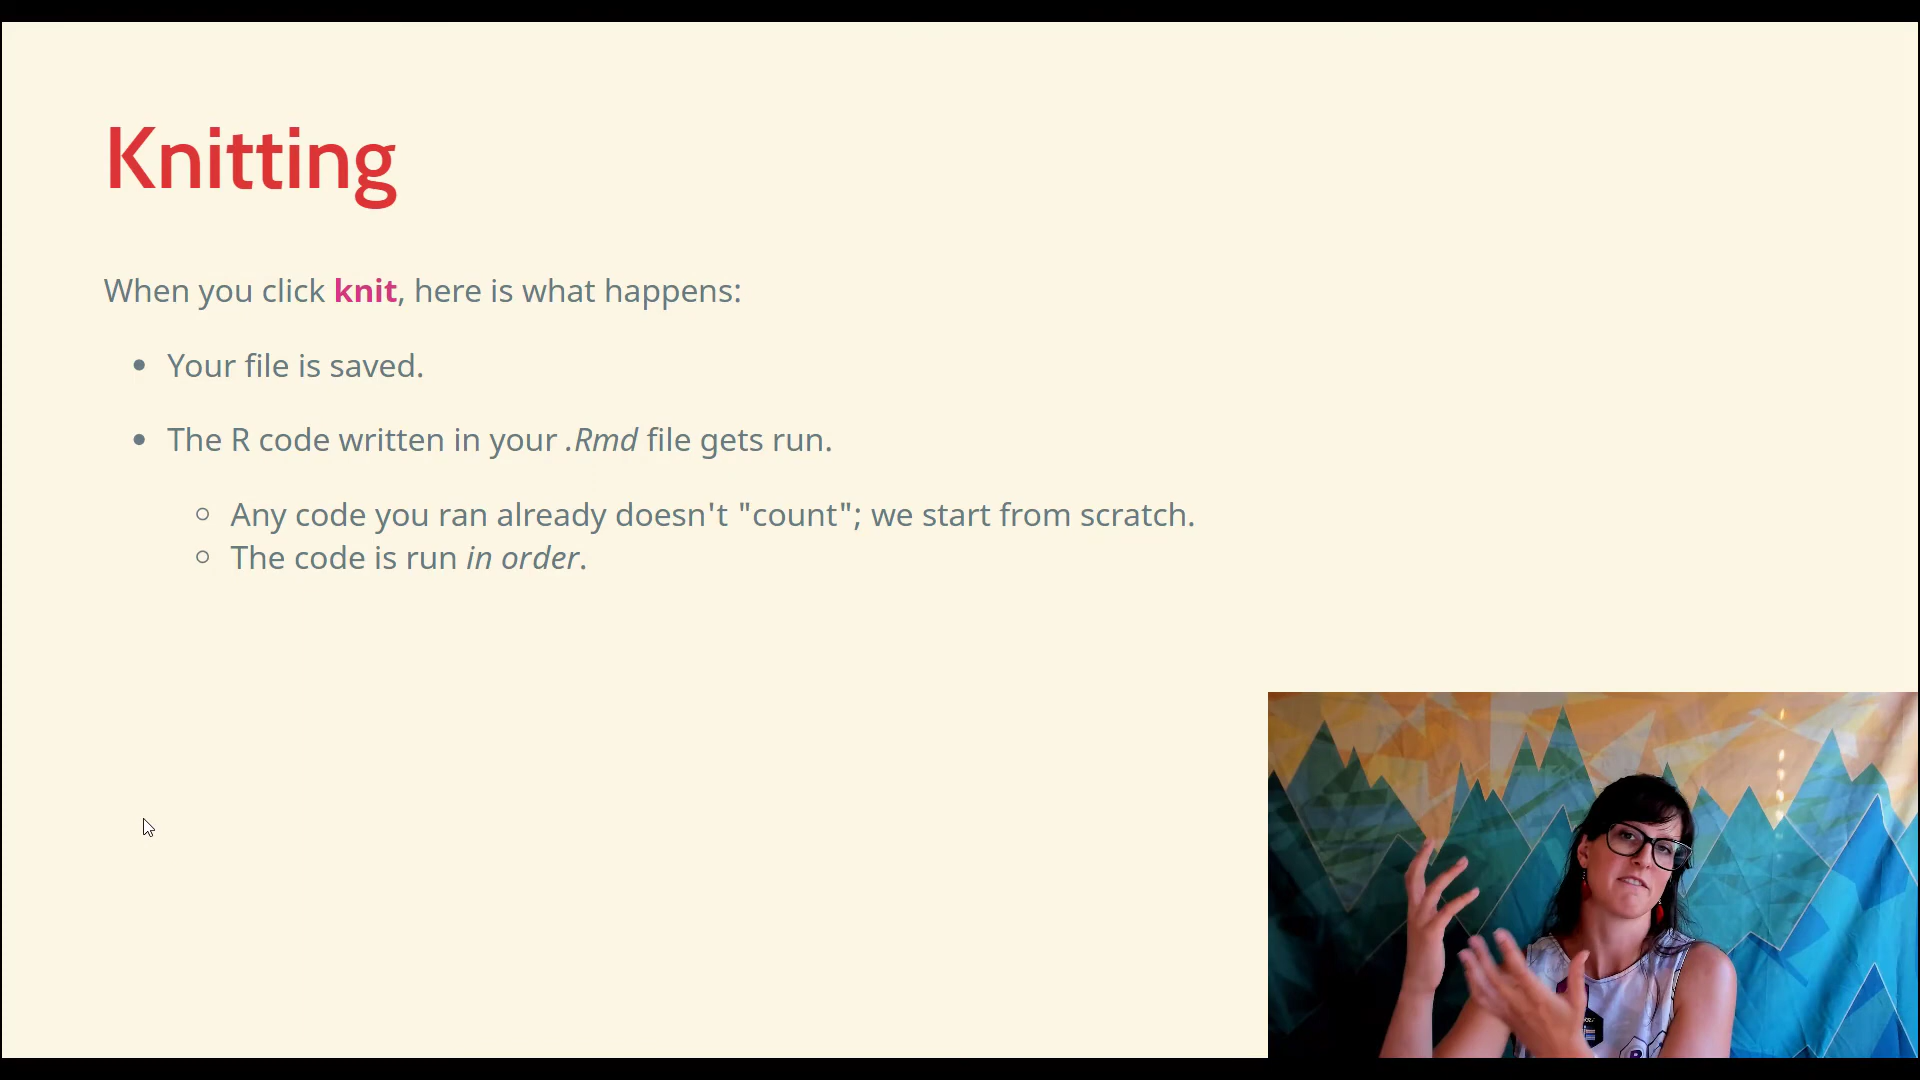 Knitting
When you click knit, here is what happens:
Your file is saved.
The R code written in your .Rmd file gets run.
Any code you ran already doesn't "count"; we start from scratch.
The code is run in order.